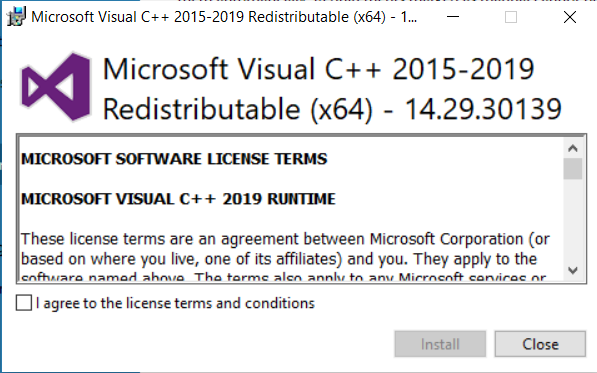 Microsoft Visual C++ 2015-2019 Redistributable (x64) - 1...
Microsoft Visual C++ 2015-2019
Redistributable (x64) - 14.29.30139
MICROSOFT SOFTWARE LICENSE TERMS
MICROSOFT VISUAL C++ 2019 RUNTIME
These license terms are an agreement between Microsoft Corporation (or
based on where you live, one of its affiliates) and you. They apply to the
software named above. The terms also apply to any Microsoft services or
I agree to the license terms and conditions
Install Close